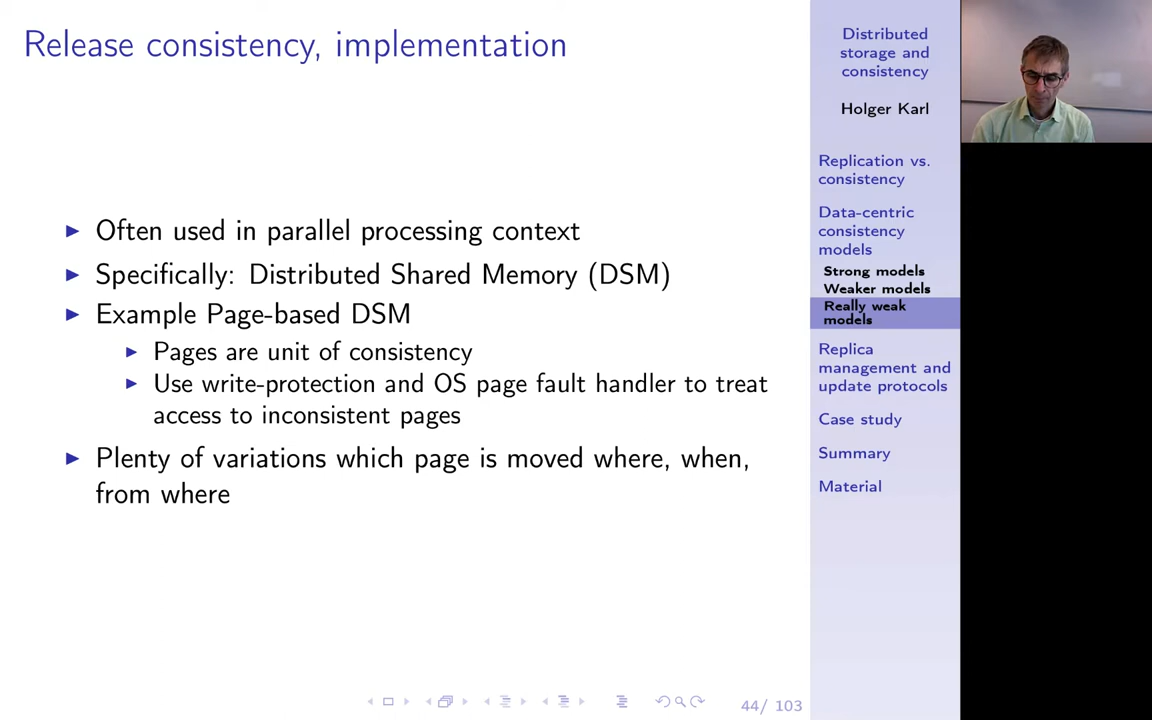 Release consistency, implementation
Often used in parallel processing context
Specifically: Distributed Shared Memory (DSM)
Example Page-based DSM
Pages are unit of consistency
Use write-protection and OS page fault handler to treat
access to inconsistent pages
Plenty of variations which page is moved where, when,
from where
44/ 103
Distributed
storage and
consistency
Holger Karl
Replication vs.
consistency
Data-centric
consistency
models
Strong models
Weaker models
Really weak
models
Replica
management and
update protocols
Case study
Summary
Material